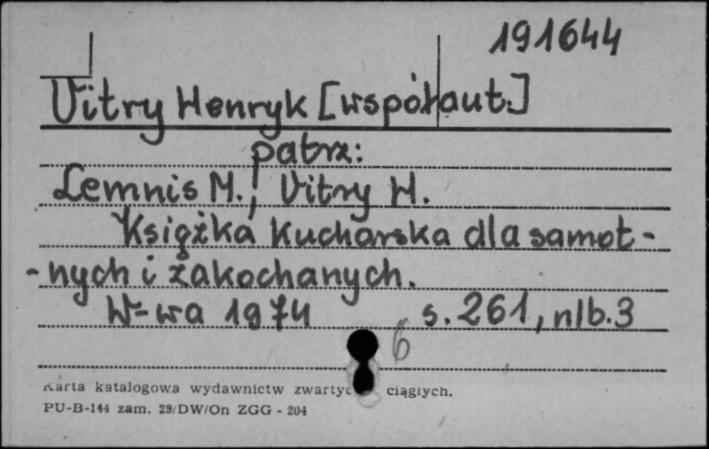 191644
Vitry Henryk [współaut.]
patrz:
Lemnis M., Vitry H.
Książka kucharska dla samot-
-nych i zakochanych.
W-wa 1974 s. 261, nlb. 3
6
Karta katalogowa wydawnictw ciągłych.
PU-B-144 zam. 29/DW/On ZGG - 204